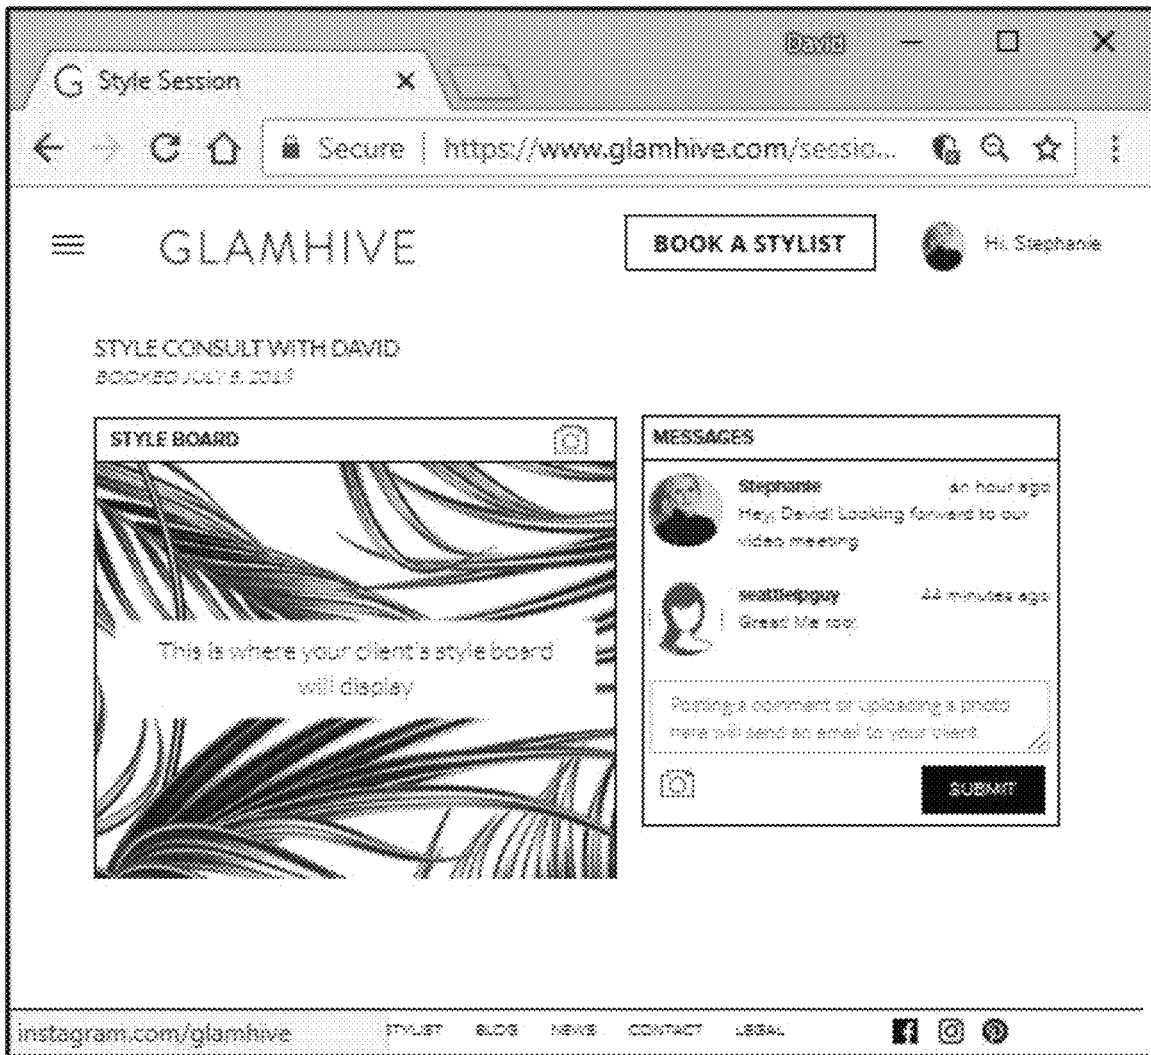 David
G Style Session
Secure | https://www.glamhive.com/sessio...
GLAMHIVE
BOOK A STYLIST
Hi, Stephanie
STYLE CONSULT WITH DAVID
BOOKED JULY
STYLE BOARD
MESSAGES
Stephanie an hour ago
Hey, David! Looking forward to our
video meeting
seattleipguy 44 minutes ago
Great! Me too!
This is where your client's style board
will display
Posting a comment or uploading a photo
here will send an email to your client
SUBMIT
instagram.com/glamhive
STYLIST BLOG NEWS CONTACT LEGAL